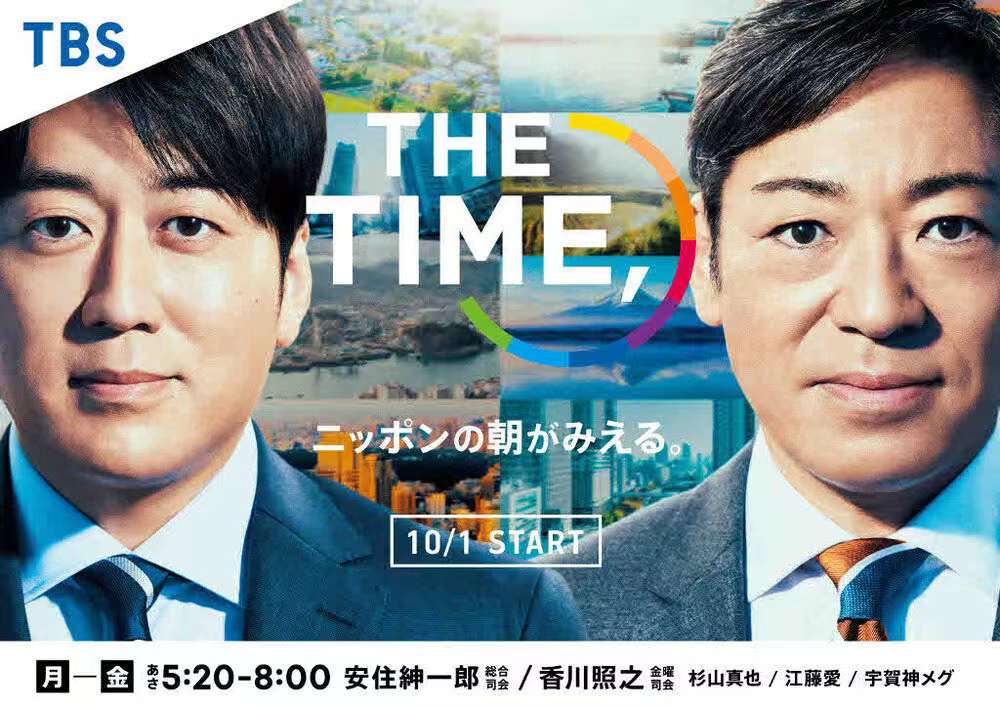 TBS
THE
TIME,
ニッポンの朝がみえる。
10/1 START
月―金 あさ5:20-8:00 安住紳一郎 総合司会 / 香川照之 金曜司会 杉山真也 / 江藤愛 / 宇賀神メグ